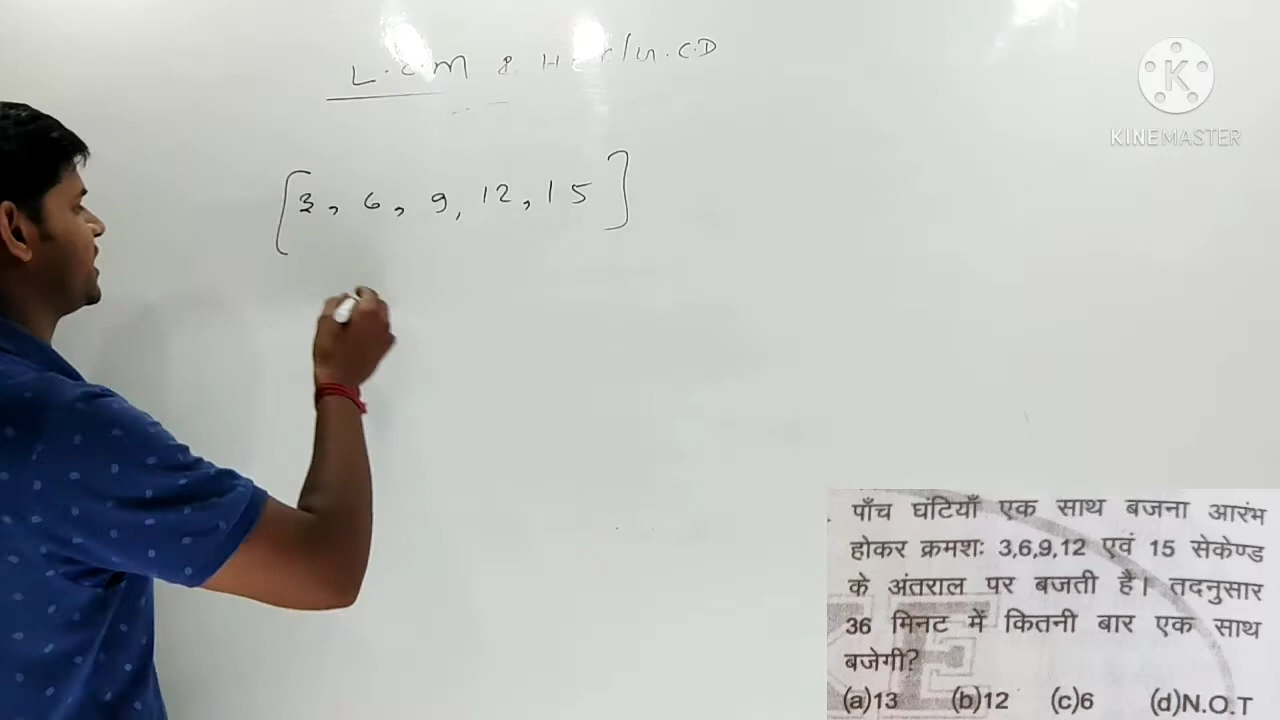 L.C.M & H.C.F/G.C.D
KINEMASTER
[3, 6, 9, 12, 15]
पाँच घंटियाँ एक साथ बजना आरंभ
होकर क्रमशः 3,6,9,12 एवं 15 सेकेण्ड
के अंतराल पर बजती है। तदनुसार
36 मिनट में कितनी बार एक साथ
बजेगी?
(a)13 (b)12 (c)6 (d)N.O.T